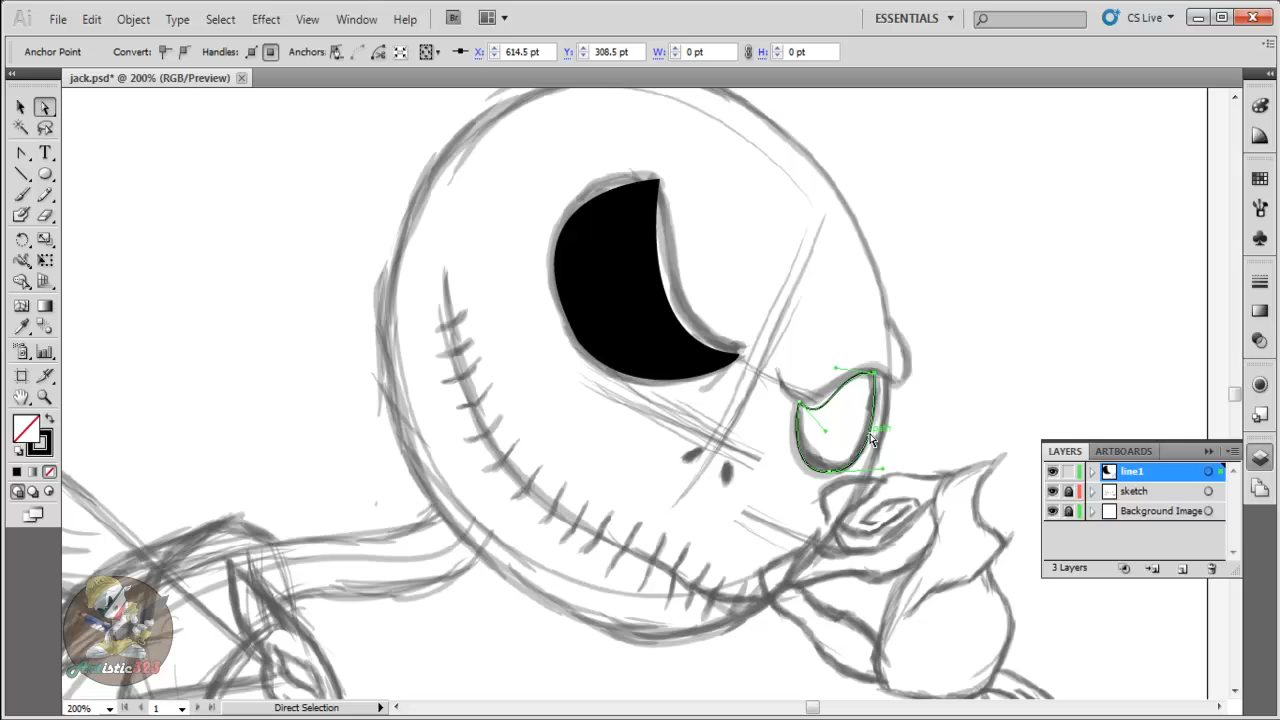 Ai File Edit Object Type Select Effect View Window Help Br ESSENTIALS CS Live
Anchor Point Convert: Handles: Anchors: X: 614.5 pt Y: 308.5 pt W: 0 pt H: 0 pt
jack.psd* @ 200% (RGB/Preview)
path
LAYERS ARTBOARDS
line1
sketch
Background Image
3 Layers
Artistic323
200% 1 Direct Selection